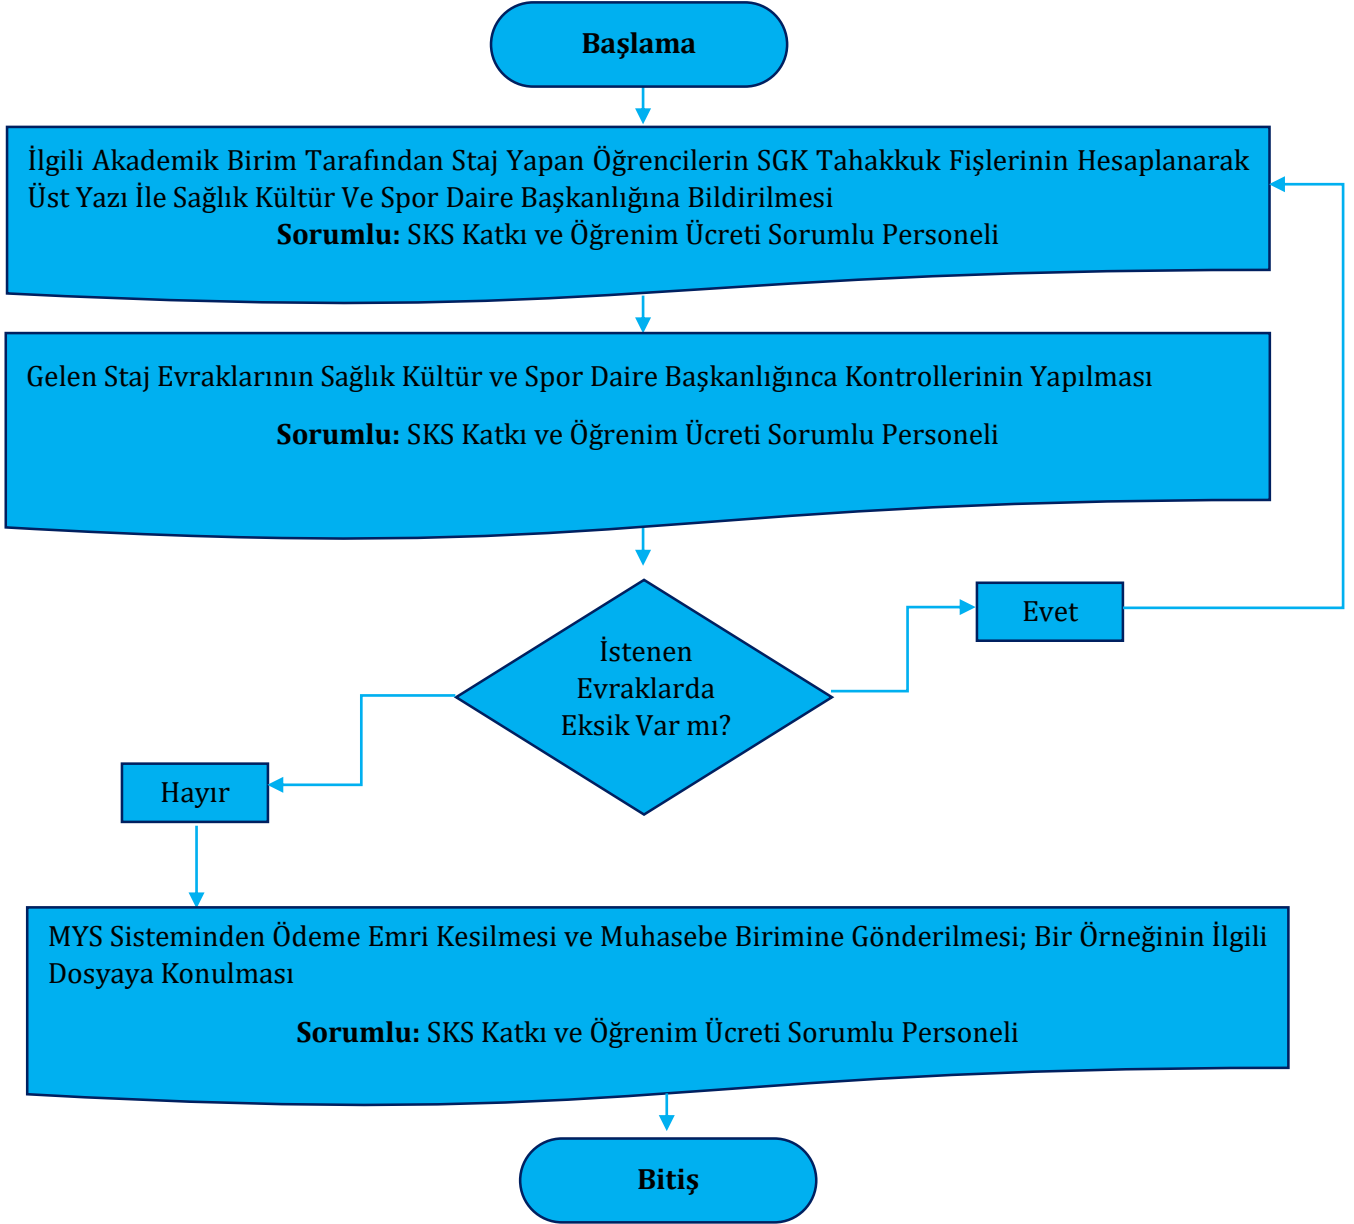 Başlama
İlgili Akademik Birim Tarafından Staj Yapan Öğrencilerin SGK Tahakkuk Fişlerinin Hesaplanarak
Üst Yazı İle Sağlık Kültür Ve Spor Daire Başkanlığına Bildirilmesi
Sorumlu: SKS Katkı ve Öğrenim Ücreti Sorumlu Personeli
Gelen Staj Evraklarının Sağlık Kültür ve Spor Daire Başkanlığınca Kontrollerinin Yapılması
Sorumlu: SKS Katkı ve Öğrenim Ücreti Sorumlu Personeli
Evet
İstenen
Evraklarda
Eksik Var mı?
Hayır
MYS Sisteminden Ödeme Emri Kesilmesi ve Muhasebe Birimine Gönderilmesi; Bir Örneğinin İlgili
Dosyaya Konulması
Sorumlu: SKS Katkı ve Öğrenim Ücreti Sorumlu Personeli
Bitiş